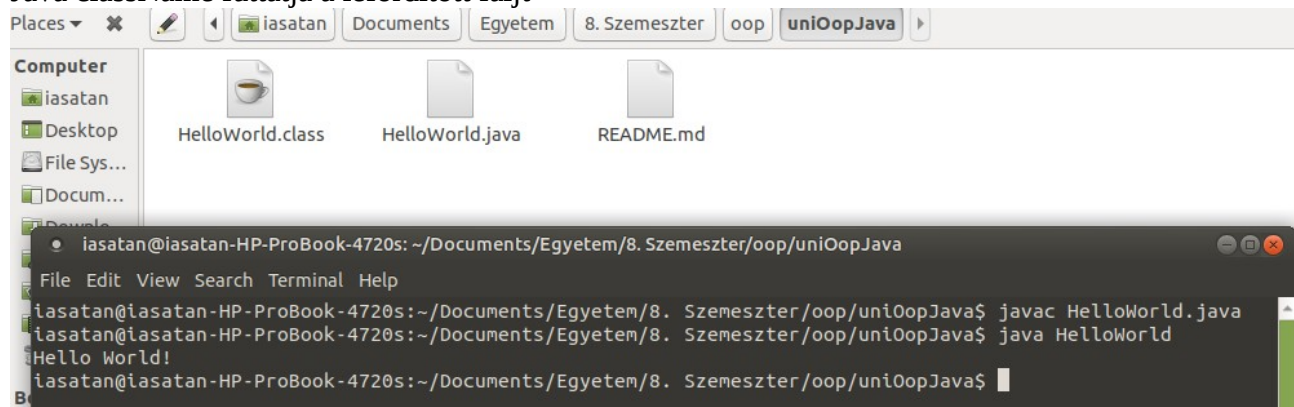 Places iasatan Documents Egyetem 8. Szemeszter oop uniOopJava
Computer
iasatan
Desktop
File Sys...
Docum...
HelloWorld.class HelloWorld.java README.md
iasatan@iasatan-HP-ProBook-4720s: ~/Documents/Egyetem/8. Szemeszter/oop/uniOopJava
File Edit View Search Terminal Help
iasatan@iasatan-HP-ProBook-4720s:~/Documents/Egyetem/8. Szemeszter/oop/uniOopJava$ javac HelloWorld.java
iasatan@iasatan-HP-ProBook-4720s:~/Documents/Egyetem/8. Szemeszter/oop/uniOopJava$ java HelloWorld
Hello World!
iasatan@iasatan-HP-ProBook-4720s:~/Documents/Egyetem/8. Szemeszter/oop/uniOopJava$